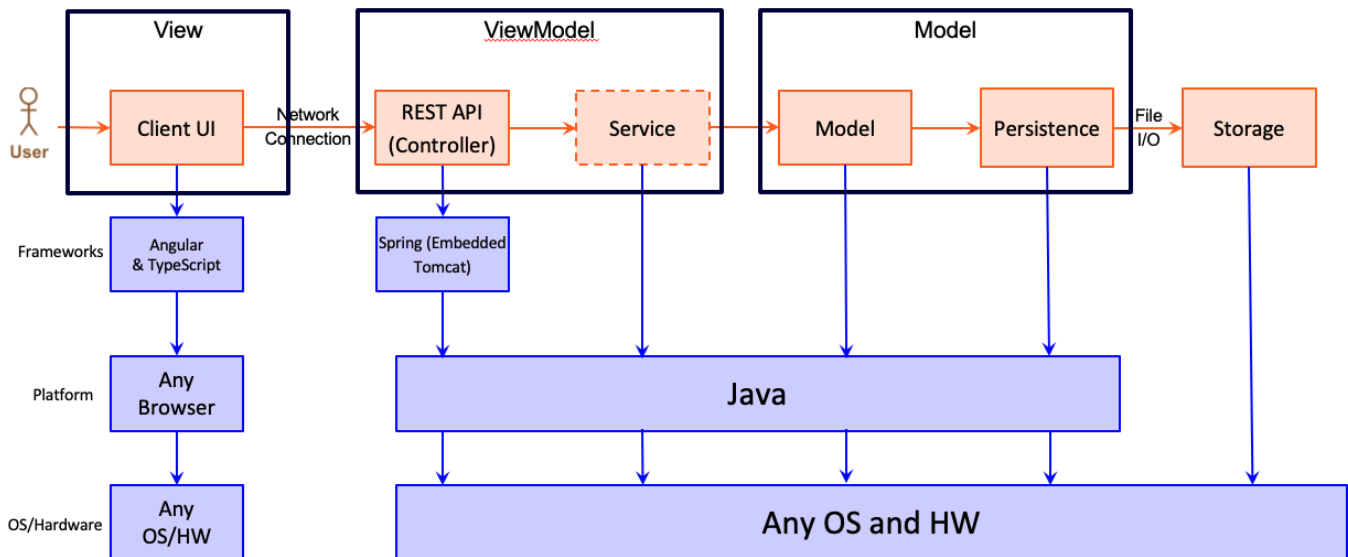 View
ViewModel
Model
User
Client UI
Network
Connection
REST API
(Controller)
Service
Model
Persistence
File
I/O
Storage
Frameworks
Angular
& TypeScript
Spring (Embedded
Tomcat)
Platform
Any
Browser
Java
OS/Hardware
Any
OS/HW
Any OS and HW